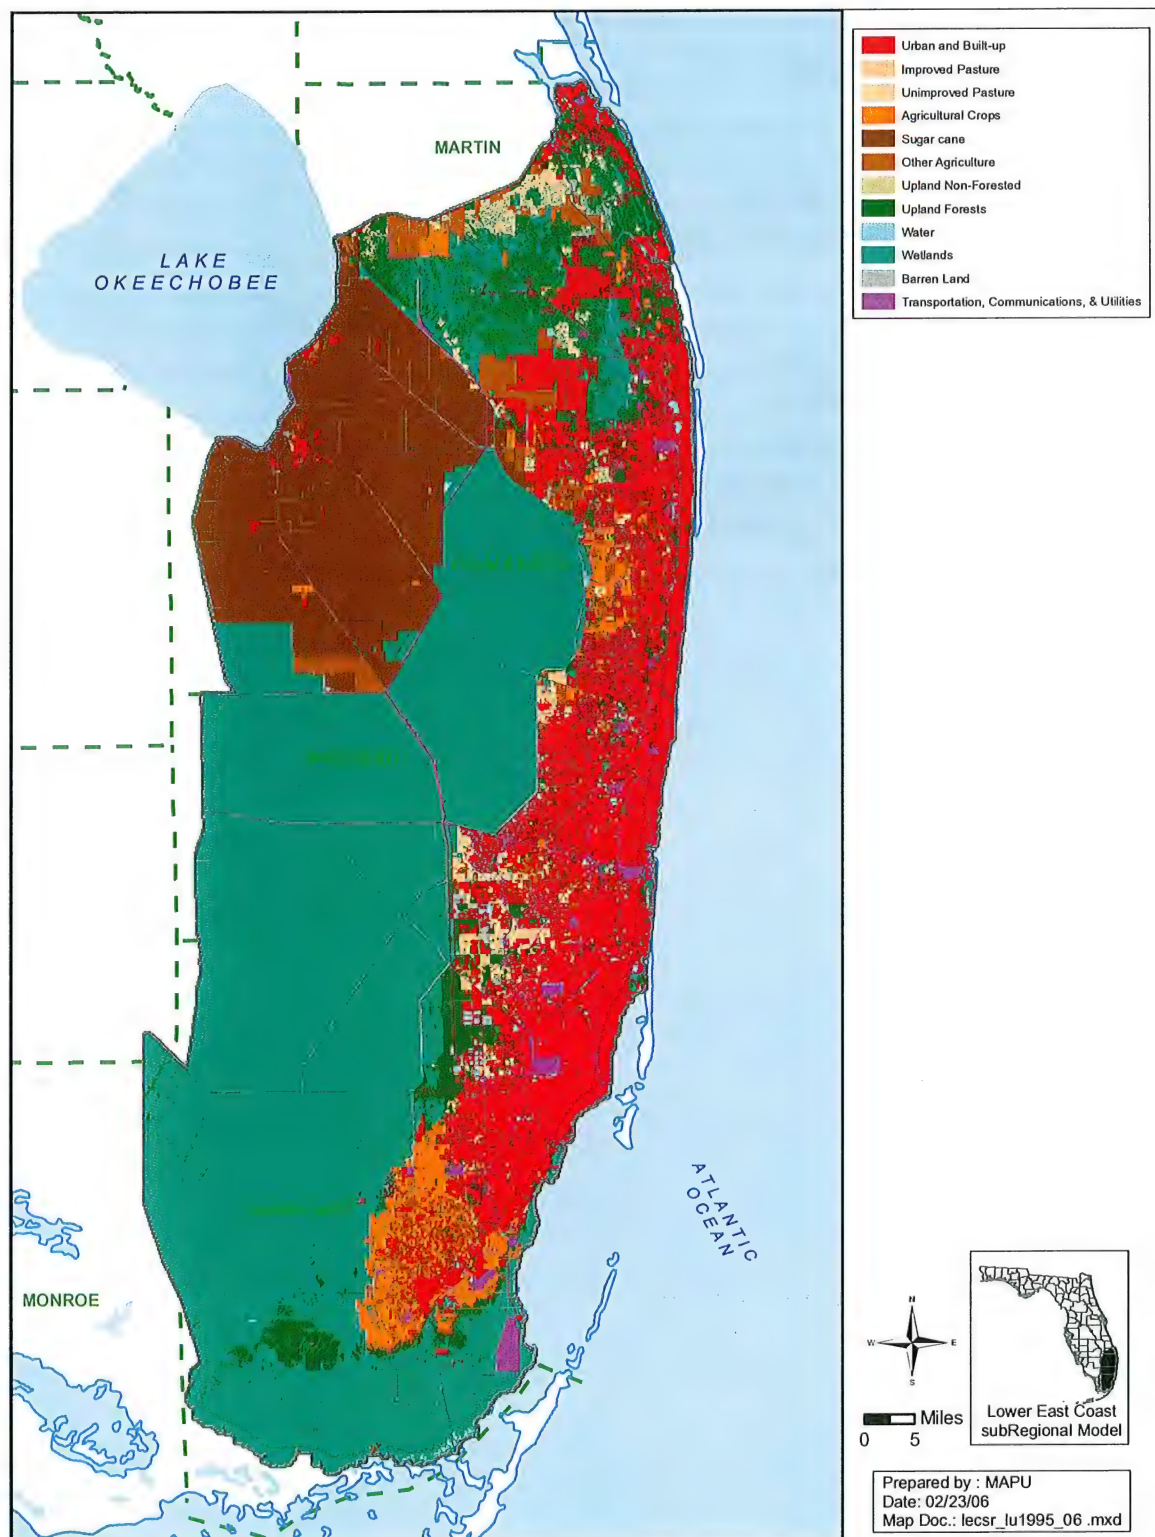 MARTIN
LAKE
OKEECHOBEE
ATLANTIC
OCEAN
MONROE
Urban and Built-up
Improved Pasture
Unimproved Pasture
Agricultural Crops
Sugar cane
Other Agriculture
Upland Non-Forested
Upland Forests
Water
Wetlands
Barren Land
Transportation, Communications, & Utilities
N
W E
S
Miles
0 5
Lower East Coast
subRegional Model
Prepared by : MAPU
Date: 02/23/06
Map Doc.: lecsr_lu1995_06 .mxd